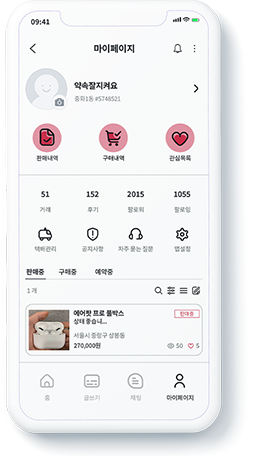 09:41
마이페이지
약속잘지켜요
중화1동 #5748521
판매내역 구매내역 관심목록
51 152 2015 1055
거래 후기 팔로워 팔로잉
택배관리 공지사항 자주 묻는 질문 앱설정
판매중 구매중 예약중
1개
에어팟 프로 풀박스
판매중
상태 좋습니...
서울시 중랑구 상봉동
270,000원
50 5
홈 글쓰기 채팅 마이페이지